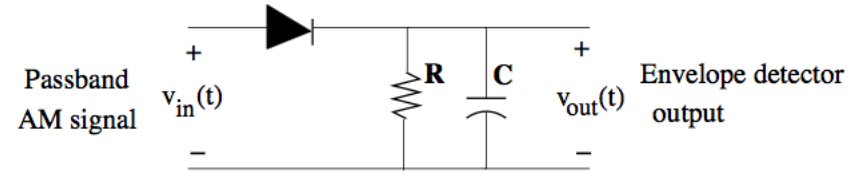 Passband
AM signal
+
v_in(t)
−
R
C
+
v_out(t)
−
Envelope detector
output